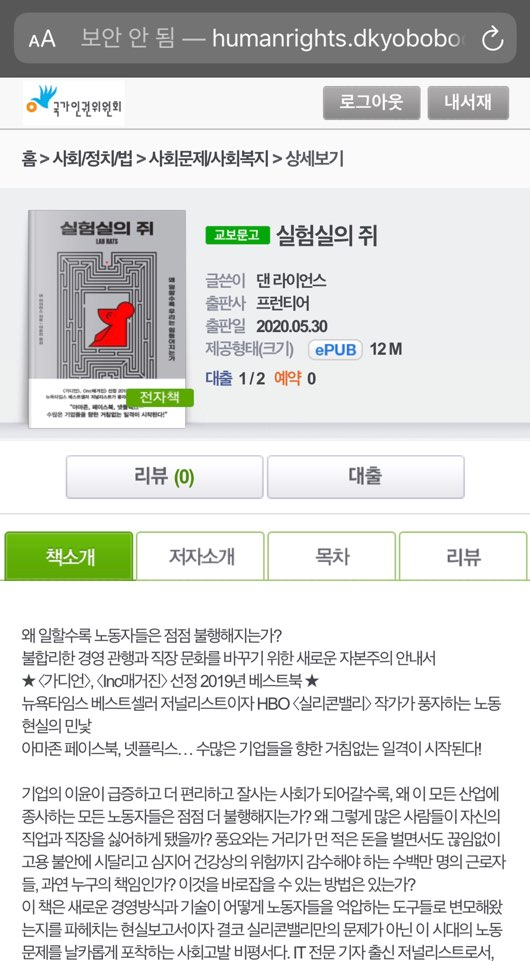 AA 보안 안 됨 — humanrights.dkyobobo
국가인권위원회
로그아웃 내서재
홈 > 사회/정치/법 > 사회문제/사회복지 > 상세보기
실험실의 쥐
LAB RATS
전자책
교보문고 실험실의 쥐
글쓴이 댄 라이언스
출판사 프런티어
출판일 2020.05.30
제공형태(크기) ePUB 12 M
대출 1 / 2 예약 0
리뷰 (0) 대출
책소개 저자소개 목차 리뷰
왜 일할수록 노동자들은 점점 불행해지는가?
불합리한 경영 관행과 직장 문화를 바꾸기 위한 새로운 자본주의 안내서
★ 〈가디언〉, 〈Inc매거진〉 선정 2019년 베스트북 ★
뉴욕타임스 베스트셀러 저널리스트이자 HBO 〈실리콘밸리〉 작가가 풍자하는 노동
현실의 민낯
아마존 페이스북, 넷플릭스… 수많은 기업들을 향한 거침없는 일격이 시작된다!
기업의 이윤이 급증하고 더 편리하고 잘사는 사회가 되어갈수록, 왜 이 모든 산업에
종사하는 모든 노동자들은 점점 더 불행해지는가? 왜 그렇게 많은 사람들이 자신의
직업과 직장을 싫어하게 됐을까? 풍요와는 거리가 먼 적은 돈을 벌면서도 끊임없이
고용 불안에 시달리고 심지어 건강상의 위험까지 감수해야 하는 수백만 명의 근로자
들, 과연 누구의 책임인가? 이것을 바로잡을 수 있는 방법은 있는가?
이 책은 새로운 경영방식과 기술이 어떻게 노동자들을 억압하는 도구들로 변모해왔
는지를 파헤치는 현실보고서이자 결코 실리콘밸리만의 문제가 아닌 이 시대의 노동
문제를 날카롭게 포착하는 사회고발 비평서다. IT 전문 기자 출신 저널리스트로서,